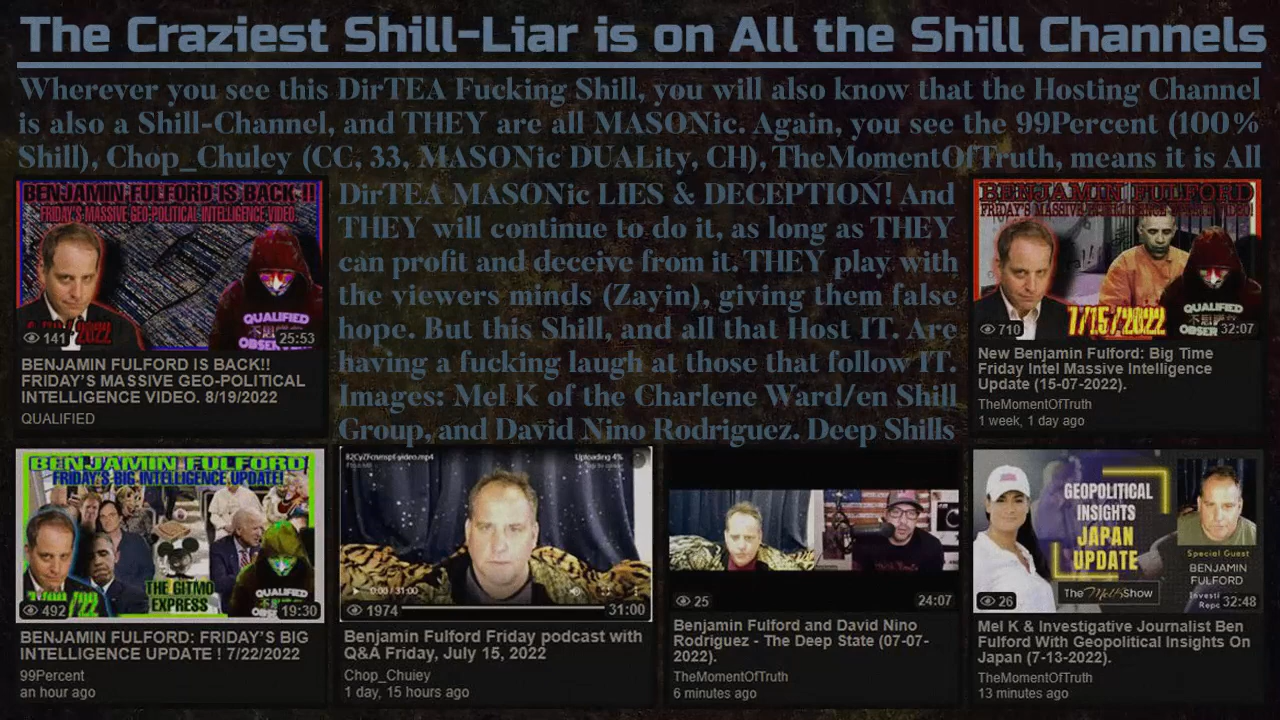 The Craziest Shill-Liar is on All the Shill Channels
Wherever you see this DirTEA Fucking Shill, you will also know that the Hosting Channel
is also a Shill-Channel, and THEY are all MASONic. Again, you see the 99Percent (100%
Shill), Chop_Chuley (CC, 33, MASONic DUALity, CH), TheMomentOfTruth, means it is All
DirTEA MASONic LIES & DECEPTION! And
THEY will continue to do it, as long as THEY
can profit and deceive from it. THEY play with
the viewers minds (Zayin), giving them false
hope. But this Shill, and all that Host IT. Are
having a fucking laugh at those that follow IT.
Images: Mel K of the Charlene Ward/en Shill
Group, and David Nino Rodriguez. Deep Shills
BENJAMIN FULFORD IS BACK!!
FRIDAY'S MASSIVE GEO-POLITICAL INTELLIGENCE VIDEO
QUALIFIED
141
25:53
BENJAMIN FULFORD IS BACK!!
FRIDAY'S MASSIVE GEO-POLITICAL
INTELLIGENCE VIDEO. 8/19/2022
QUALIFIED
BENJAMIN FULFORD
7/15/2022
QUALIFIED
710
32:07
New Benjamin Fulford: Big Time
Friday Intel Massive Intelligence
Update (15-07-2022).
TheMomentOfTruth
1 week, 1 day ago
BENJAMIN FULFORD
FRIDAY'S BIG INTELLIGENCE UPDATE!
THE GITMO
EXPRESS
492
19:30
BENJAMIN FULFORD: FRIDAY'S BIG
INTELLIGENCE UPDATE ! 7/22/2022
99Percent
an hour ago
Uploading 4%
0:00 / 31:00
1974
31:00
Benjamin Fulford Friday podcast with
Q&A Friday, July 15, 2022
Chop_Chuiey
1 day, 15 hours ago
25
24:07
Benjamin Fulford and David Nino
Rodriguez - The Deep State (07-07-
2022).
TheMomentOfTruth
6 minutes ago
GEOPOLITICAL
INSIGHTS
JAPAN
UPDATE
The MelK Show
Special Guest
BENJAMIN
FULFORD
26
32:48
Mel K & Investigative Journalist Ben
Fulford With Geopolitical Insights On
Japan (7-13-2022).
TheMomentOfTruth
13 minutes ago